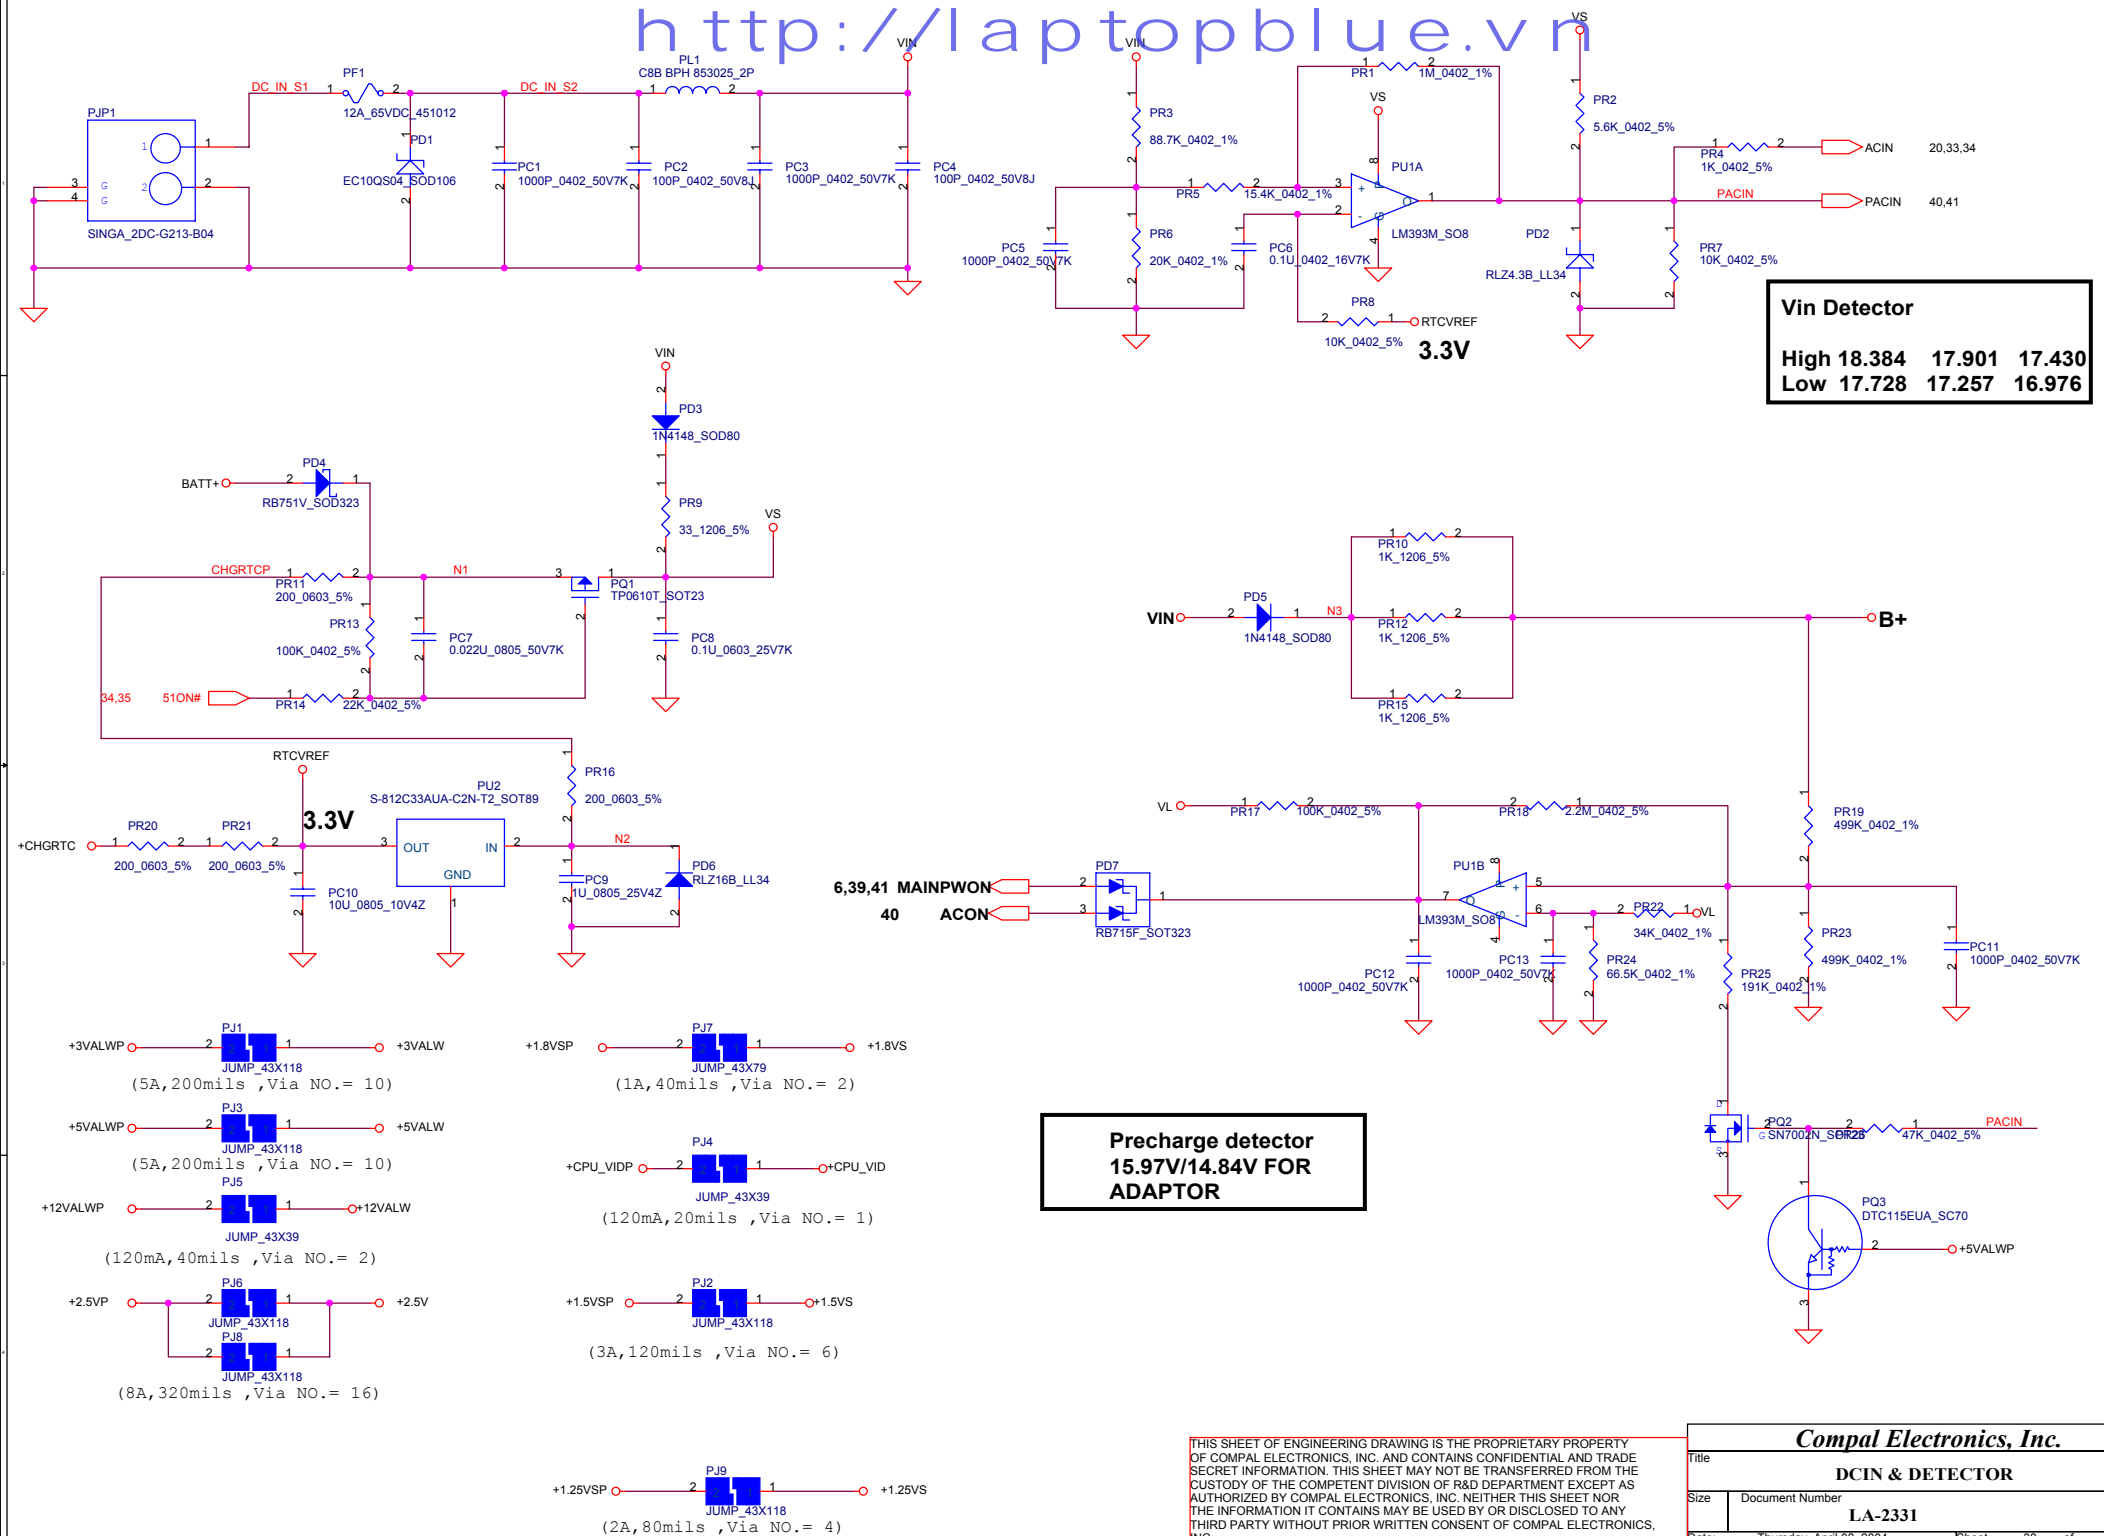 http://laptopblue.vn
VIN
PL1
C8B BPH 853025_2P
PF1
DC_IN_S1
1
2
12A_65VDC_451012
DC_IN_S2
1
2
PJP1
1
2
3
4
G
G
SINGA_2DC-G213-B04
PD1
EC10QS04_SOD106
PC1
1000P_0402_50V7K
PC2
100P_0402_50V8J
PC3
1000P_0402_50V7K
PC4
100P_0402_50V8J
VIN
PR3
88.7K_0402_1%
PR1
1M_0402_1%
VS
PU1A
LM393M_SO8
PR5
15.4K_0402_1%
PC5
1000P_0402_50V7K
PR6
20K_0402_1%
PC6
0.1U_0402_16V7K
PR8
10K_0402_5%
RTCVREF
3.3V
VS
PR2
5.6K_0402_5%
PR4
1K_0402_5%
ACIN
20,33,34
PACIN
PACIN
40,41
PD2
RLZ4.3B_LL34
PR7
10K_0402_5%
Vin Detector
High 18.384 17.901 17.430
Low 17.728 17.257 16.976
VIN
PD3
1N4148_SOD80
PR9
33_1206_5%
VS
PD4
BATT+
RB751V_SOD323
CHGRTCP
PR11
200_0603_5%
N1
PQ1
TP0610T_SOT23
PR13
100K_0402_5%
PC7
0.022U_0805_50V7K
PC8
0.1U_0603_25V7K
34,35
51ON#
PR14
22K_0402_5%
RTCVREF
3.3V
PU2
S-812C33AUA-C2N-T2_SOT89
OUT
IN
GND
PR16
200_0603_5%
+CHGRTC
PR20
200_0603_5%
PR21
200_0603_5%
PC10
10U_0805_10V4Z
N2
PC9
1U_0805_25V4Z
PD6
RLZ16B_LL34
VIN
PD5
1N4148_SOD80
N3
PR10
1K_1206_5%
PR12
1K_1206_5%
PR15
1K_1206_5%
B+
VL
PR17
100K_0402_5%
PR18
2.2M_0402_5%
PR19
499K_0402_1%
6,39,41 MAINPWON
40 ACON
PD7
RB715F_SOT323
PU1B
LM393M_SO8
PR22
34K_0402_1%
VL
PC12
1000P_0402_50V7K
PC13
1000P_0402_50V7K
PR24
66.5K_0402_1%
PR25
191K_0402_1%
PR23
499K_0402_1%
PC11
1000P_0402_50V7K
PQ2
47K_0402_5%
PACIN
PQ3
DTC115EUA_SC70
+5VALWP
PJ1
+3VALWP
+3VALW
JUMP_43X118
(5A,200mils ,Via NO.= 10)
PJ3
+5VALWP
+5VALW
JUMP_43X118
(5A,200mils ,Via NO.= 10)
PJ5
+12VALWP
+12VALW
JUMP_43X39
(120mA,40mils ,Via NO.= 2)
PJ6
+2.5VP
+2.5V
JUMP_43X118
PJ8
JUMP_43X118
(8A,320mils ,Via NO.= 16)
PJ7
+1.8VSP
+1.8VS
JUMP_43X79
(1A,40mils ,Via NO.= 2)
PJ4
+CPU_VIDP
+CPU_VID
JUMP_43X39
(120mA,20mils ,Via NO.= 1)
PJ2
+1.5VSP
+1.5VS
JUMP_43X118
(3A,120mils ,Via NO.= 6)
PJ9
+1.25VSP
+1.25VS
JUMP_43X118
(2A,80mils ,Via NO.= 4)
Precharge detector
15.97V/14.84V FOR
ADAPTOR
THIS SHEET OF ENGINEERING DRAWING IS THE PROPRIETARY PROPERTY
OF COMPAL ELECTRONICS, INC. AND CONTAINS CONFIDENTIAL AND TRADE
SECRET INFORMATION. THIS SHEET MAY NOT BE TRANSFERRED FROM THE
CUSTODY OF THE COMPETENT DIVISION OF R&D DEPARTMENT EXCEPT AS
AUTHORIZED BY COMPAL ELECTRONICS, INC. NEITHER THIS SHEET NOR
THE INFORMATION IT CONTAINS MAY BE USED BY OR DISCLOSED TO ANY
THIRD PARTY WITHOUT PRIOR WRITTEN CONSENT OF COMPAL ELECTRONICS,
Compal Electronics, Inc.
Title
DCIN & DETECTOR
Size
Document Number
LA-2331